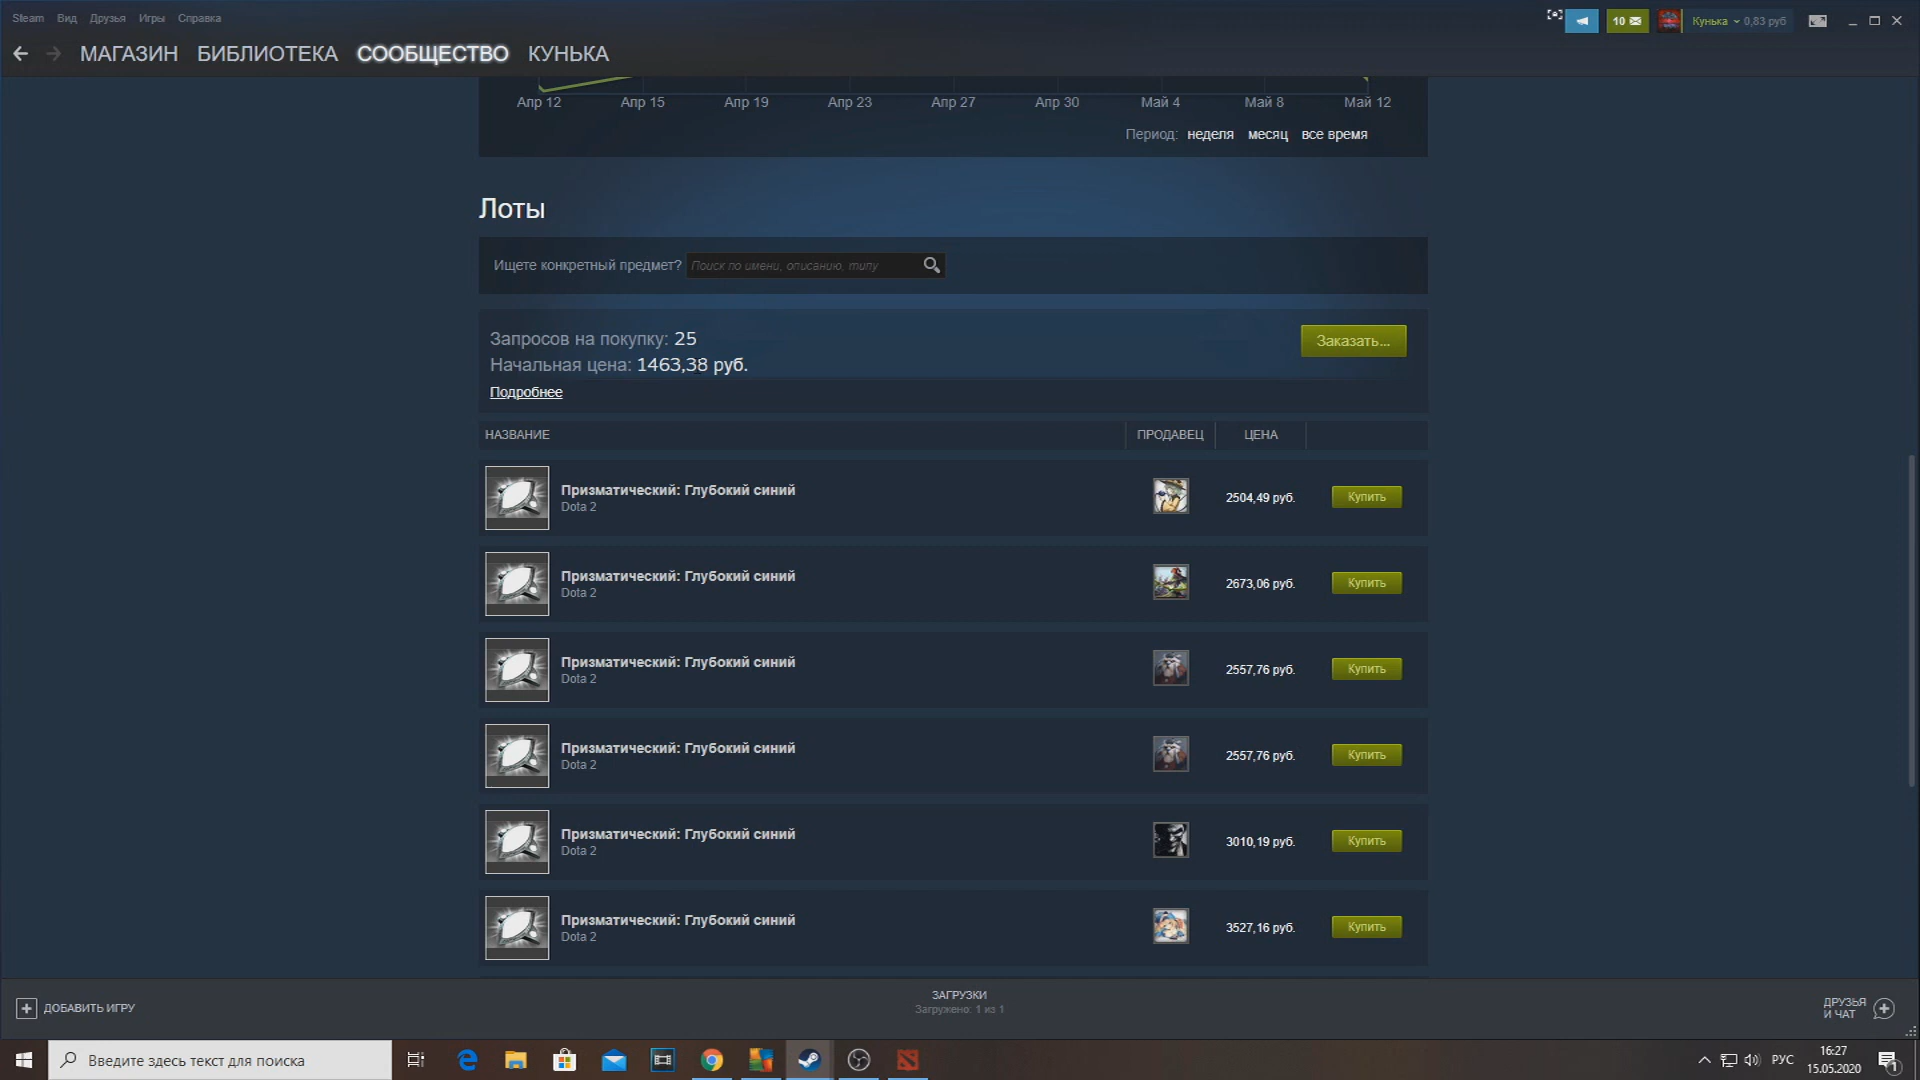 Steam Вид Друзья Игры Справка
10
Кунька 0,83 руб
МАГАЗИН БИБЛИОТЕКА СООБЩЕСТВО КУНЬКА
Апр 12 Апр 15 Апр 19 Апр 23 Апр 27 Апр 30 Май 4 Май 8 Май 12
Период: неделя месяц все время
Лоты
Ищете конкретный предмет? Поиск по имени, описанию, типу
Запросов на покупку: 25
Заказать...
Начальная цена: 1463,38 руб.
Подробнее
НАЗВАНИЕ ПРОДАВЕЦ ЦЕНА
Призматический: Глубокий синий
Dota 2
2504,49 руб. Купить
Призматический: Глубокий синий
Dota 2
2673,06 руб. Купить
Призматический: Глубокий синий
Dota 2
2557,76 руб. Купить
Призматический: Глубокий синий
Dota 2
2557,76 руб. Купить
Призматический: Глубокий синий
Dota 2
3010,19 руб. Купить
Призматический: Глубокий синий
Dota 2
3527,16 руб. Купить
ДОБАВИТЬ ИГРУ
ЗАГРУЗКИ
Загружено: 1 из 1
ДРУЗЬЯ
И ЧАТ
Введите здесь текст для поиска
РУС
16:27
15.05.2020
1